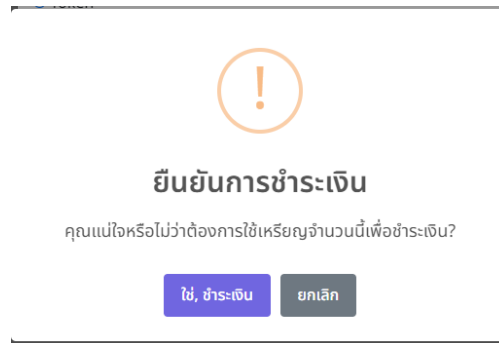 !
ยืนยันการชำระเงิน
คุณแน่ใจหรือไม่ว่าต้องการใช้เหรียญจำนวนนี้เพื่อชำระเงิน?
ใช่, ชำระเงิน ยกเลิก